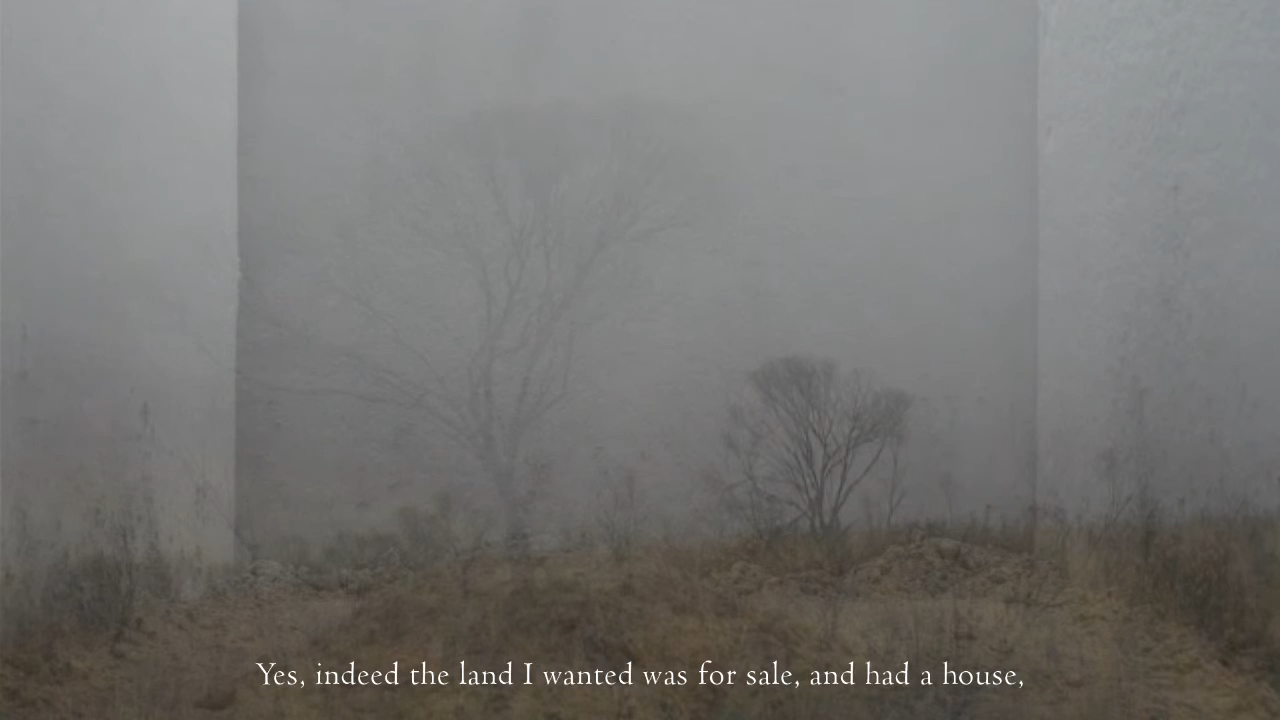 Yes, indeed the land I wanted was for sale, and had a house,